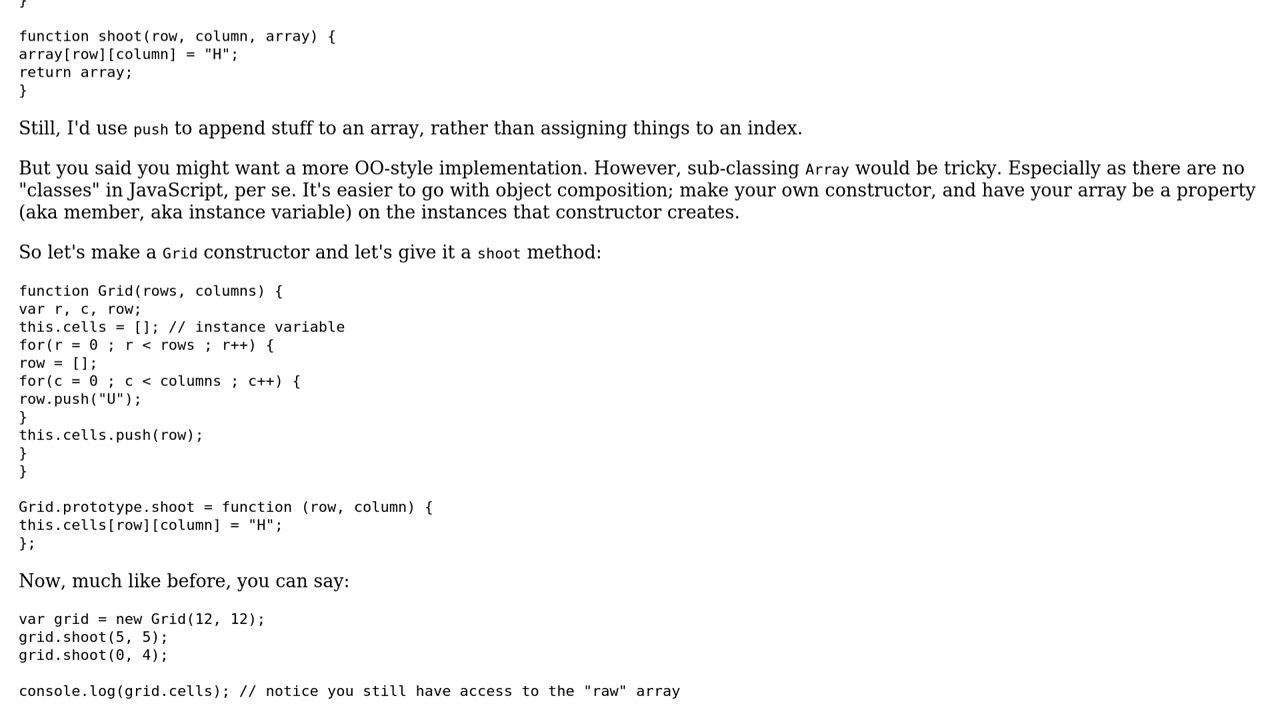 }
function shoot(row, column, array) {
array[row][column] = "H";
return array;
}
Still, I'd use push to append stuff to an array, rather than assigning things to an index.
But you said you might want a more OO-style implementation. However, sub-classing Array would be tricky. Especially as there are no
"classes" in JavaScript, per se. It's easier to go with object composition; make your own constructor, and have your array be a property
(aka member, aka instance variable) on the instances that constructor creates.
So let's make a Grid constructor and let's give it a shoot method:
function Grid(rows, columns) {
var r, c, row;
this.cells = []; // instance variable
for(r = 0 ; r < rows ; r++) {
row = [];
for(c = 0 ; c < columns ; c++) {
row.push("U");
}
this.cells.push(row);
}
}
Grid.prototype.shoot = function (row, column) {
this.cells[row][column] = "H";
};
Now, much like before, you can say:
var grid = new Grid(12, 12);
grid.shoot(5, 5);
grid.shoot(0, 4);
console.log(grid.cells); // notice you still have access to the "raw" array